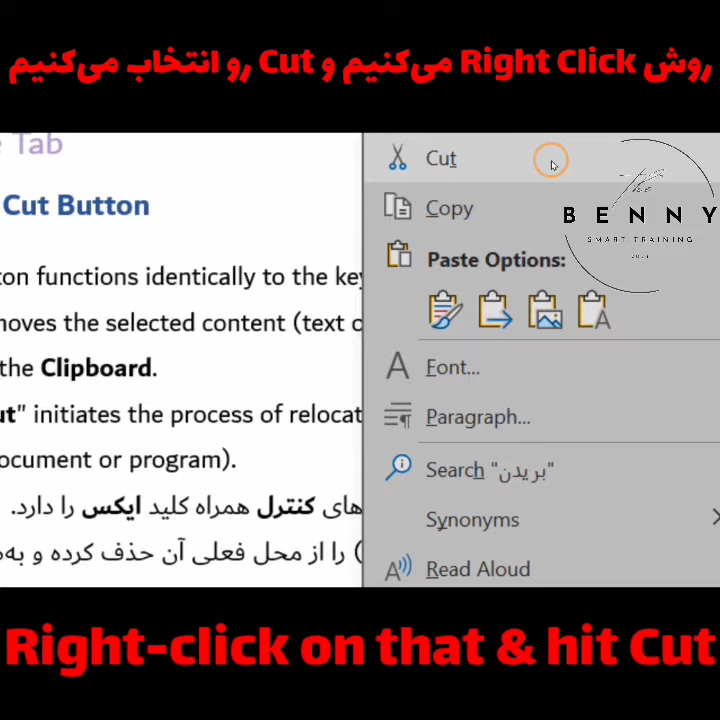 روش Right Click می‌کنیم و Cut رو انتخاب می‌کنیم
e Tab
Cut Button
ton functions identically to the key
moves the selected content (text o
the Clipboard.
ut" initiates the process of relocat
ocument or program).
های کنترل همراه کلید ایکس را دارد.
) را از محل فعلی آن حذف کرده و به
Cut
Copy
Paste Options:
Font...
Paragraph...
Search "بریدن"
Synonyms
Read Aloud
The
BENNY
SMART TRAINING
Right-click on that & hit Cut